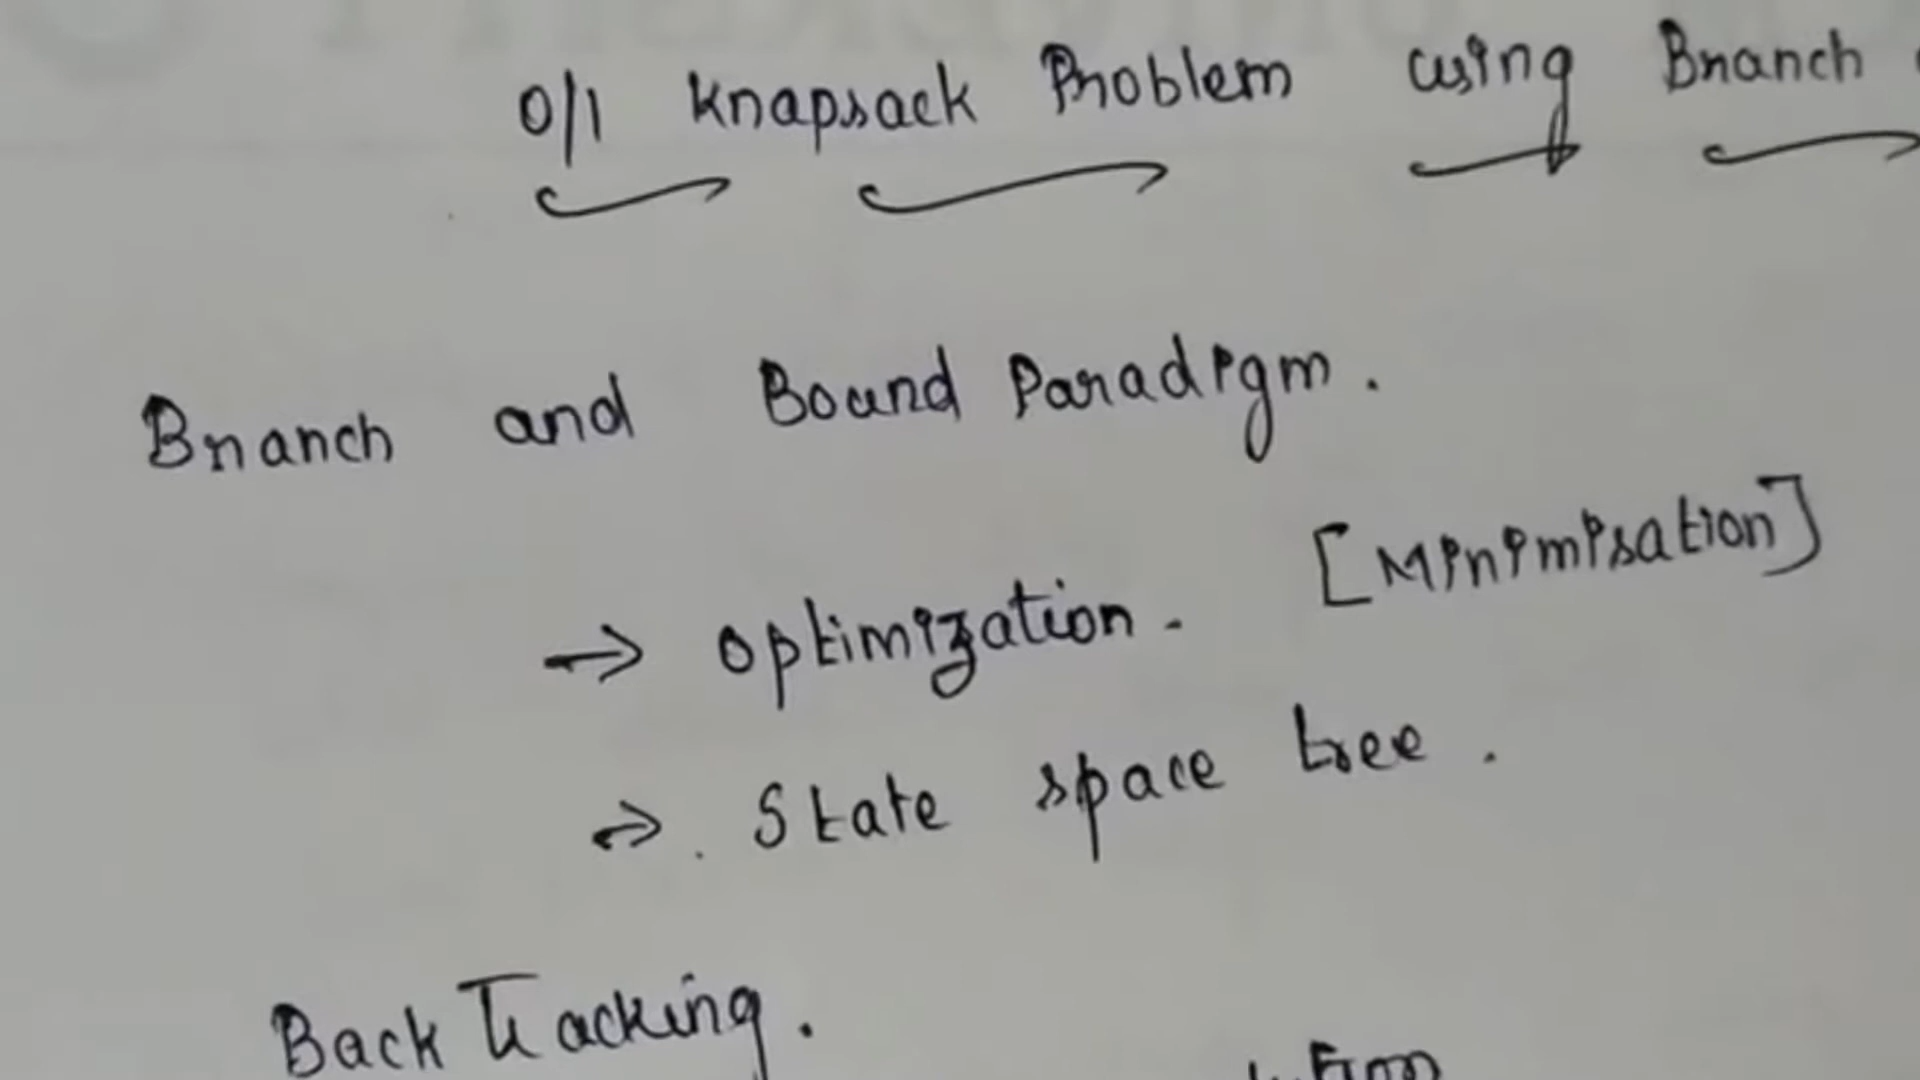 0/1 Knapsack Problem using Branch
Branch and Bound Paradigm.
→ optimization. [Minimisation]
→ . State space tree.
Back Tracking.